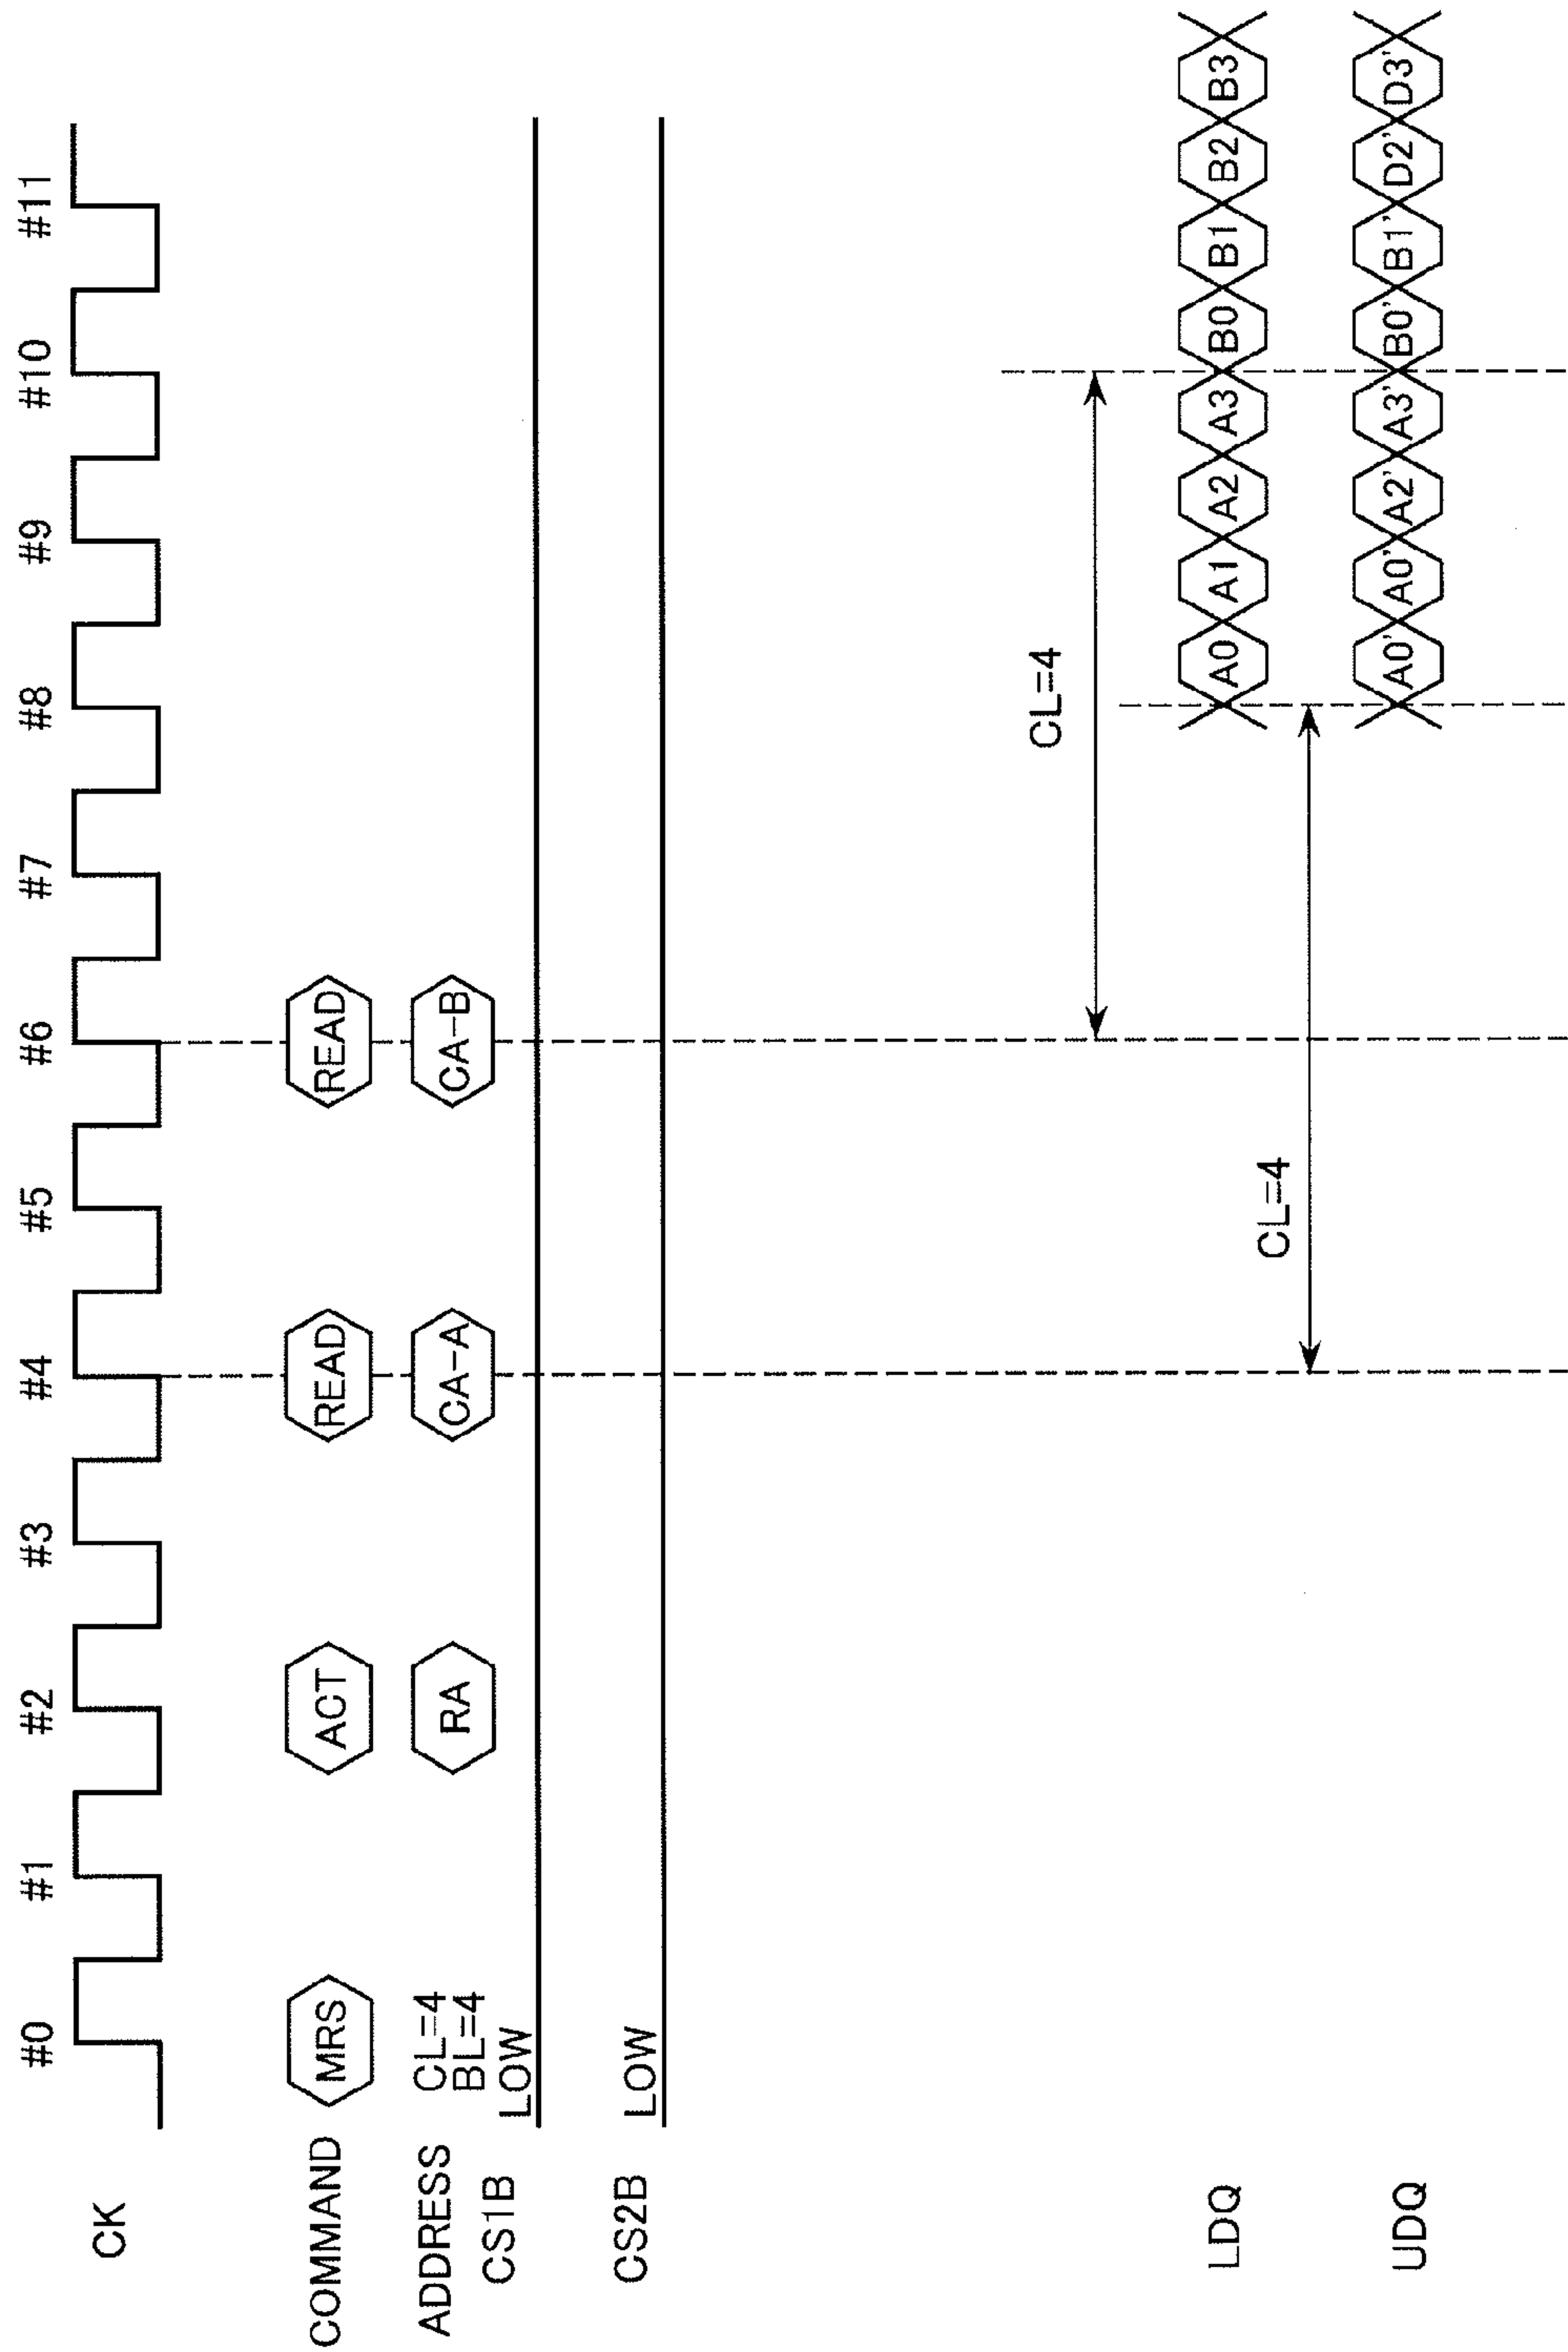 CK #0 #1 #2 #3 #4 #5 #6 #7 #8 #9 #10 #11
COMMAND MRS ACT READ READ
ADDRESS CL=4 RA CA-A CA-B
BL=4
CS1B LOW
CS2B LOW
CL=4
LDQ A0 A1 A2 A3 B0 B1 B2 B3
CL=4
UDQ A0' A0' A2' A3' B0' B1' D2' D3'